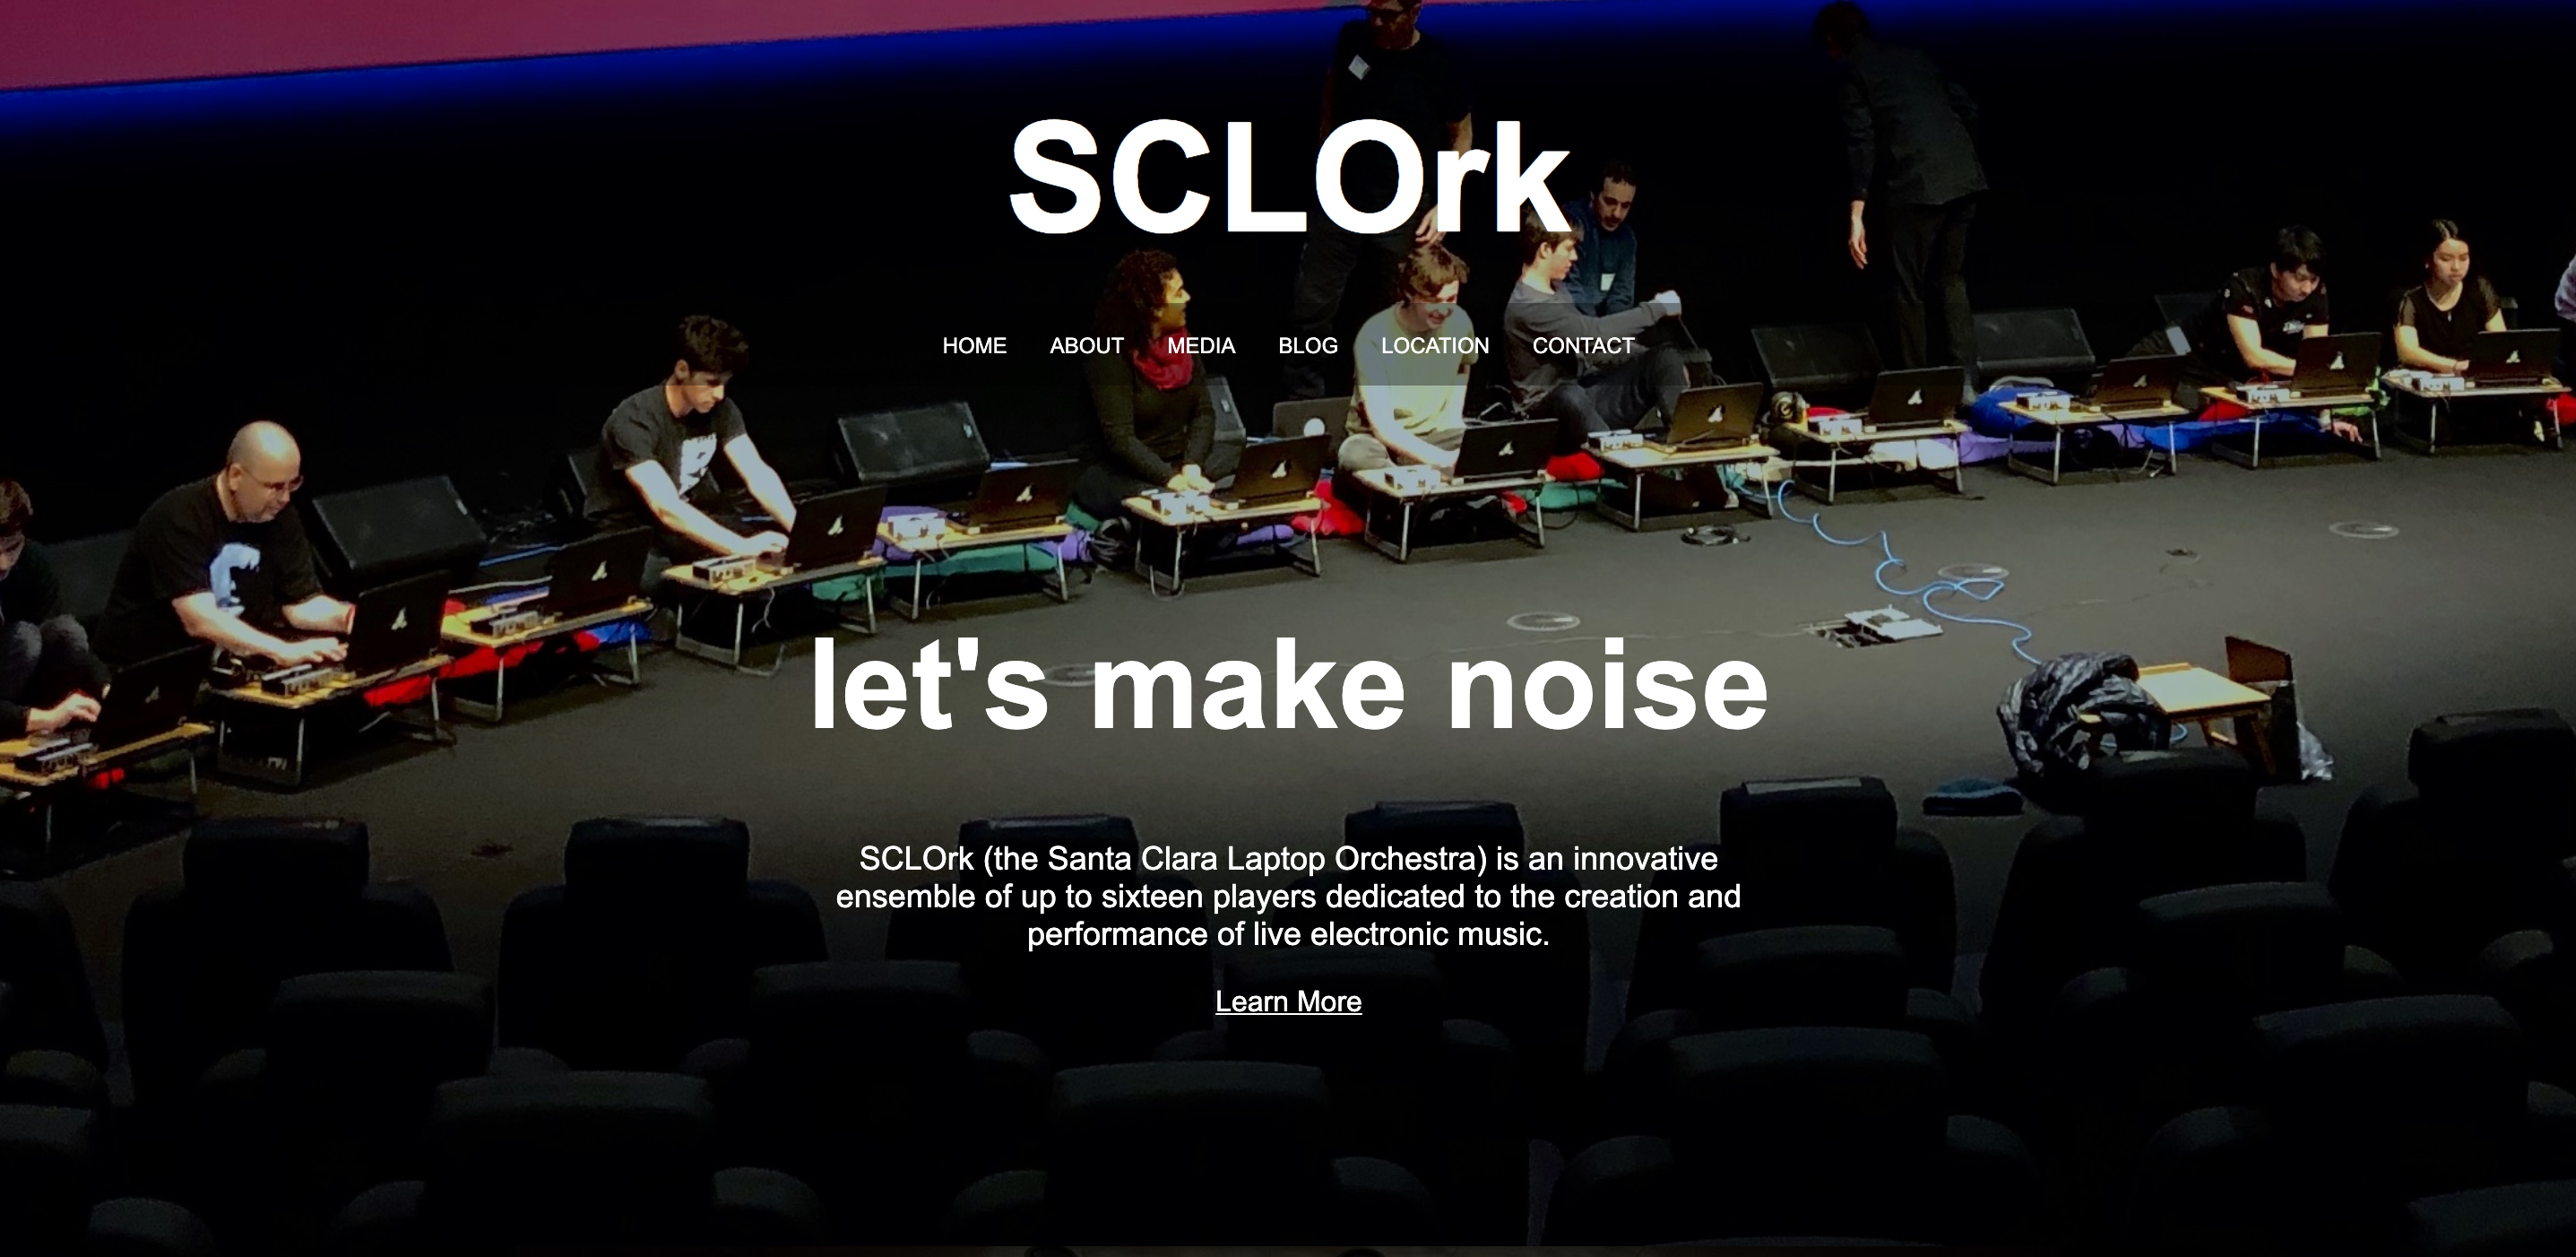 SCLOrk
HOME ABOUT MEDIA BLOG LOCATION CONTACT
let's make noise
SCLOrk (the Santa Clara Laptop Orchestra) is an innovative
ensemble of up to sixteen players dedicated to the creation and
performance of live electronic music.
Learn More